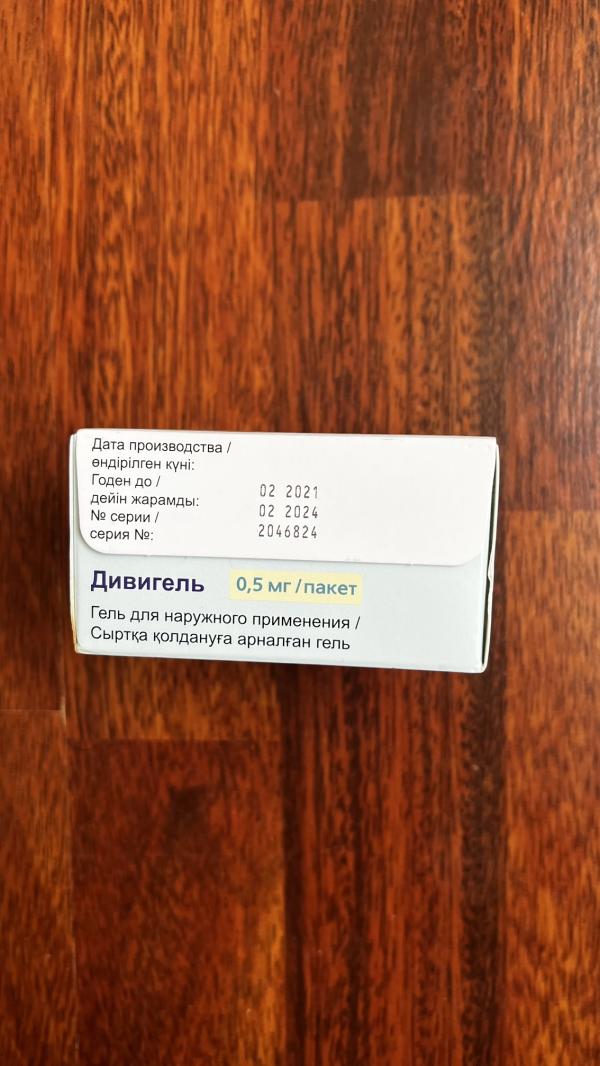 Дата производства /
өндірілген күні:
Годен до /
дейін жарамды:
№ серии /
серия №:
02 2021
02 2024
2046824
Дивигель 0,5 мг/пакет
Гель для наружного применения /
Сыртқа қолдануға арналған гель